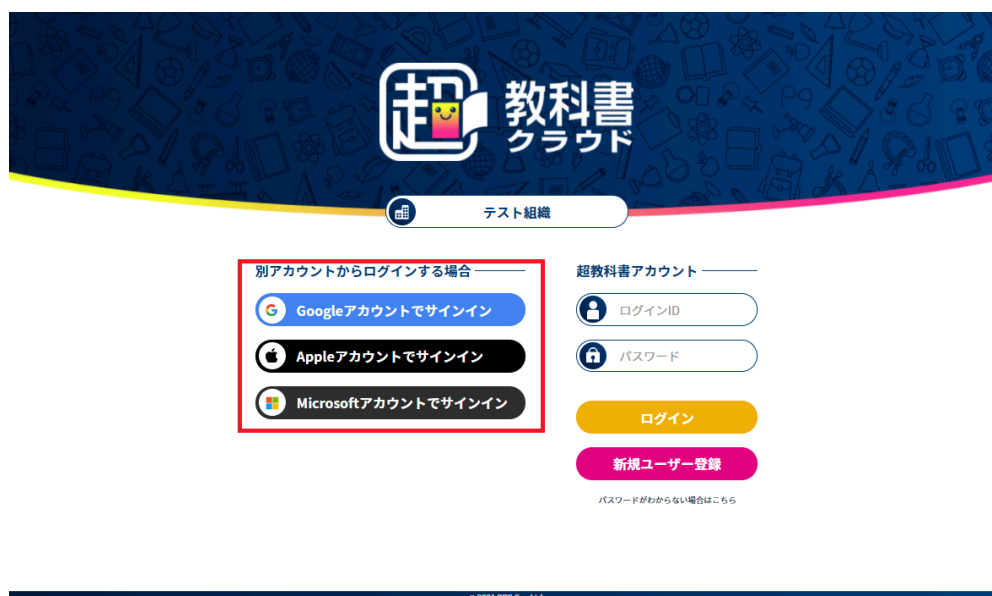 超
教科書
クラウド
テスト組織
別アカウントからログインする場合
Googleアカウントでサインイン
Appleアカウントでサインイン
Microsoftアカウントでサインイン
超教科書アカウント
ログインID
パスワード
ログイン
新規ユーザー登録
パスワードがわからない場合はこちら